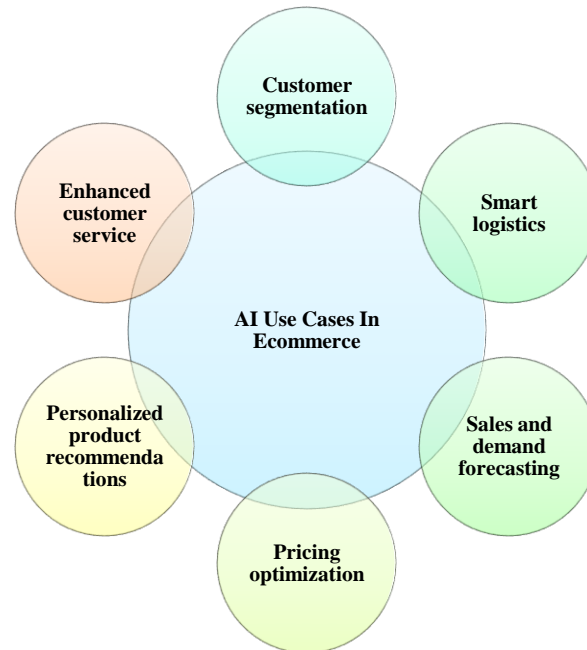 Customer
segmentation
Enhanced
customer
service
Smart
logistics
AI Use Cases In
Ecommerce
Personalized
product
recommenda
tions
Sales and
demand
forecasting
Pricing
optimization